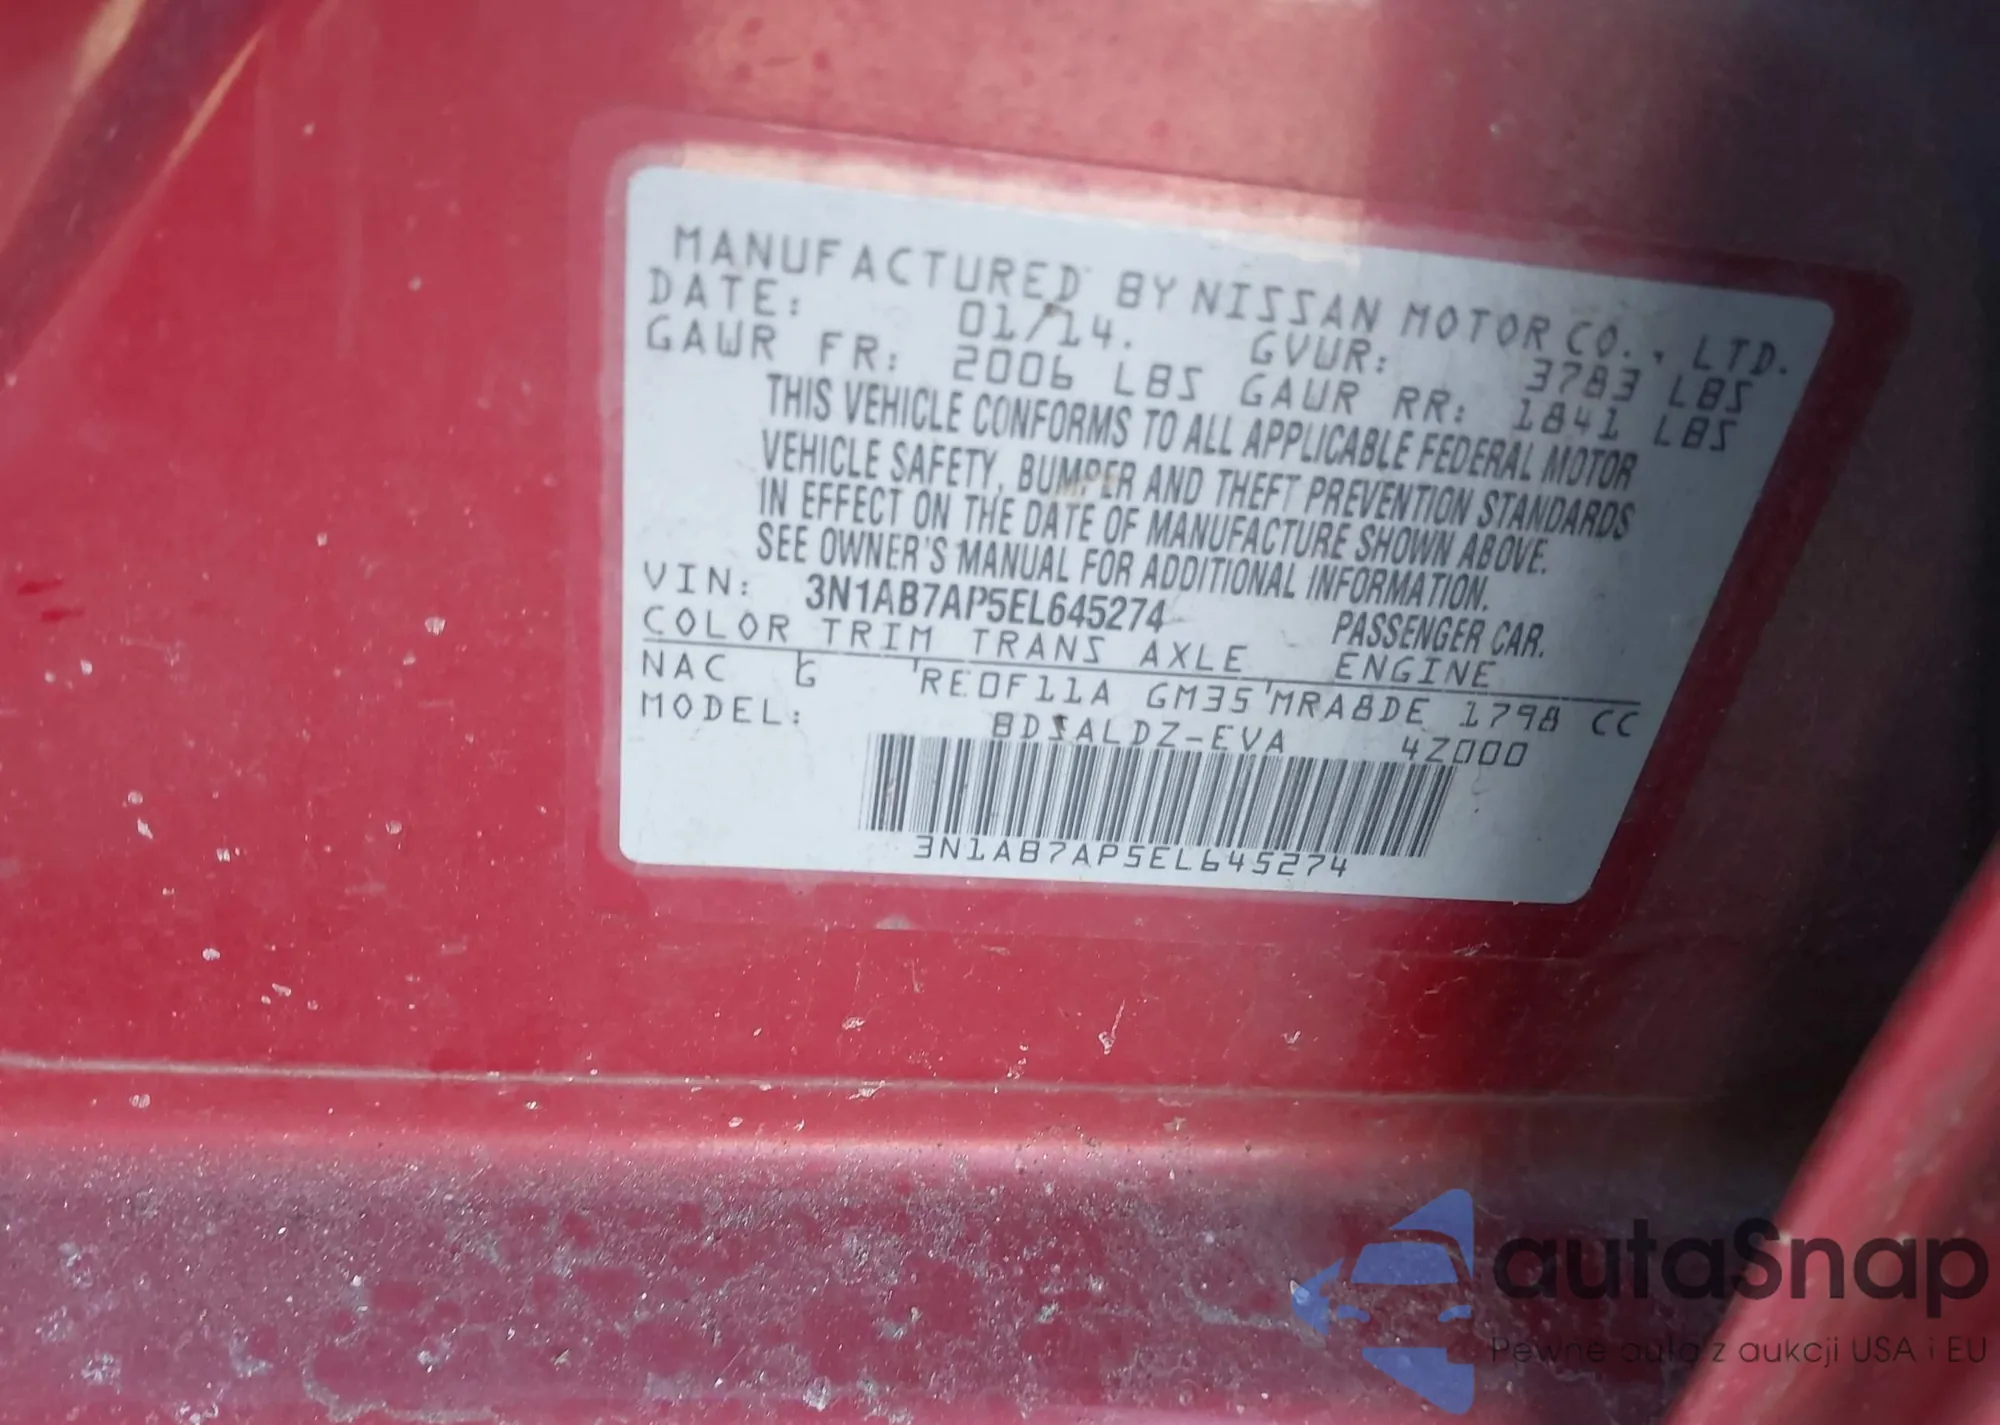 MANUFACTURED BY NISSAN MOTOR CO., LTD.
DATE: 01/14. GVWR: 3783 LBS
GAWR FR: 2006 LBS GAWR RR: 1841 LBS
THIS VEHICLE CONFORMS TO ALL APPLICABLE FEDERAL MOTOR
VEHICLE SAFETY, BUMPER AND THEFT PREVENTION STANDARDS
IN EFFECT ON THE DATE OF MANUFACTURE SHOWN ABOVE.
SEE OWNER'S MANUAL FOR ADDITIONAL INFORMATION.
VIN: 3N1AB7AP5EL645274 PASSENGER CAR.
COLOR TRIM TRANS AXLE ENGINE
NAC G RE0F11A GM35 MRA8DE 1798 CC
MODEL: BDSALDZ-EVA 4Z000
3N1AB7AP5EL645274
autaSnap
Pewne auta z aukcji USA i EU